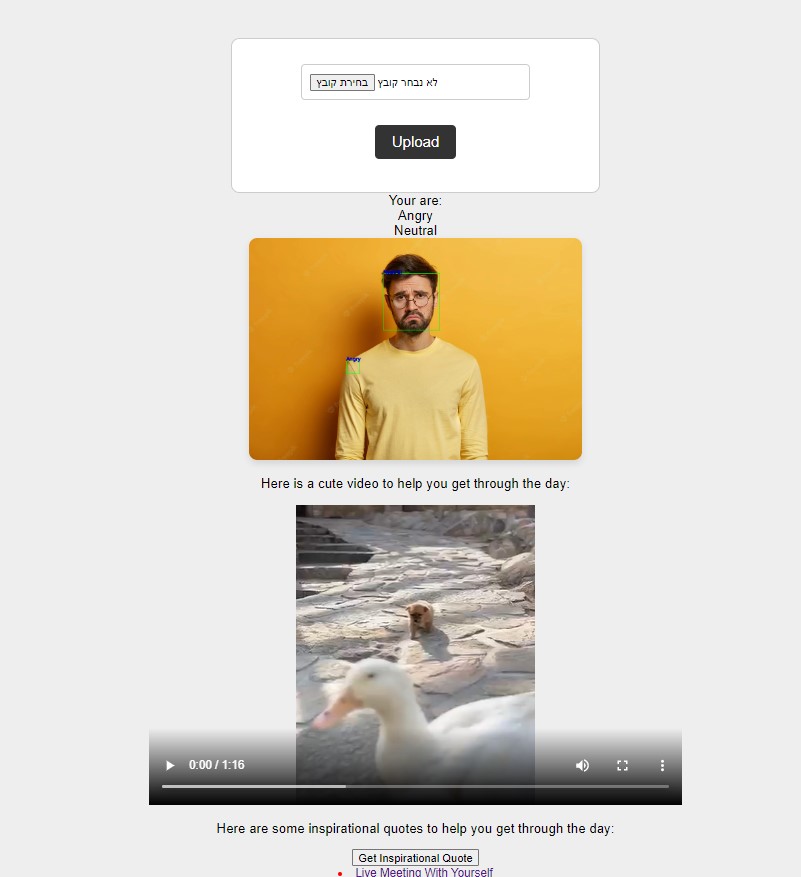 בחירת קובץ לא נבחר קובץ
Upload
Your are:
Angry
Neutral
Angry
Here is a cute video to help you get through the day:
0:00 / 1:16
Here are some inspirational quotes to help you get through the day:
Get Inspirational Quote
Live Meeting With Yourself